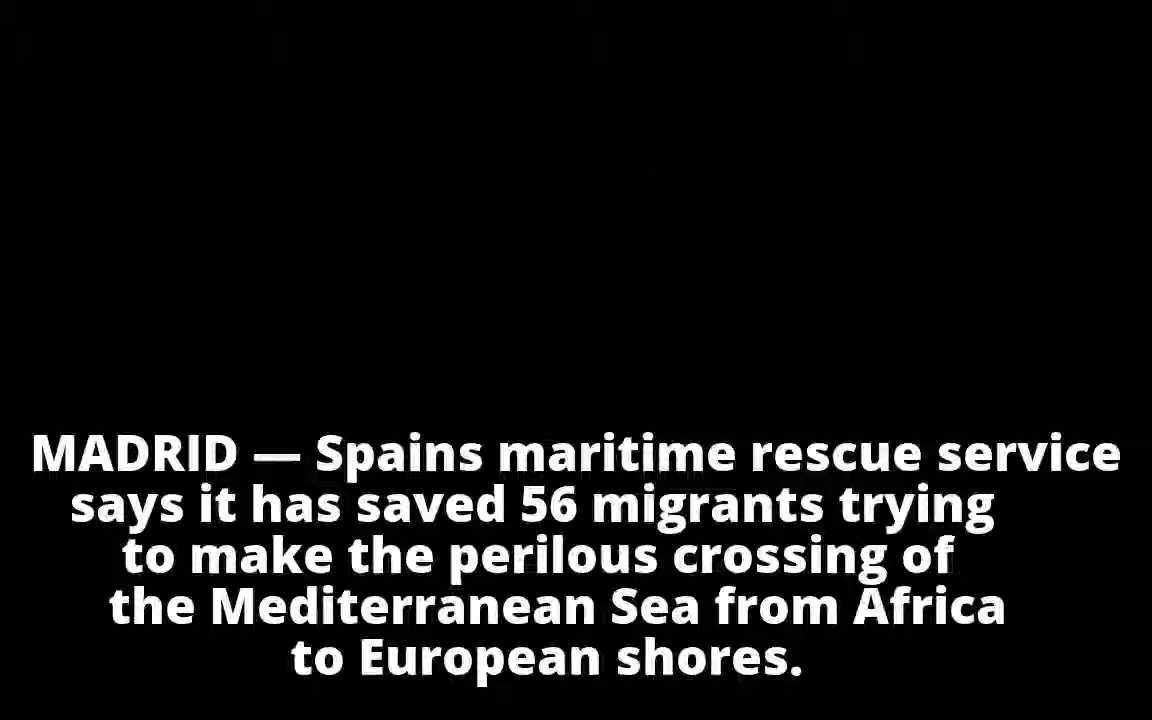 MADRID — Spains maritime rescue service
says it has saved 56 migrants trying
to make the perilous crossing of
the Mediterranean Sea from Africa
to European shores.